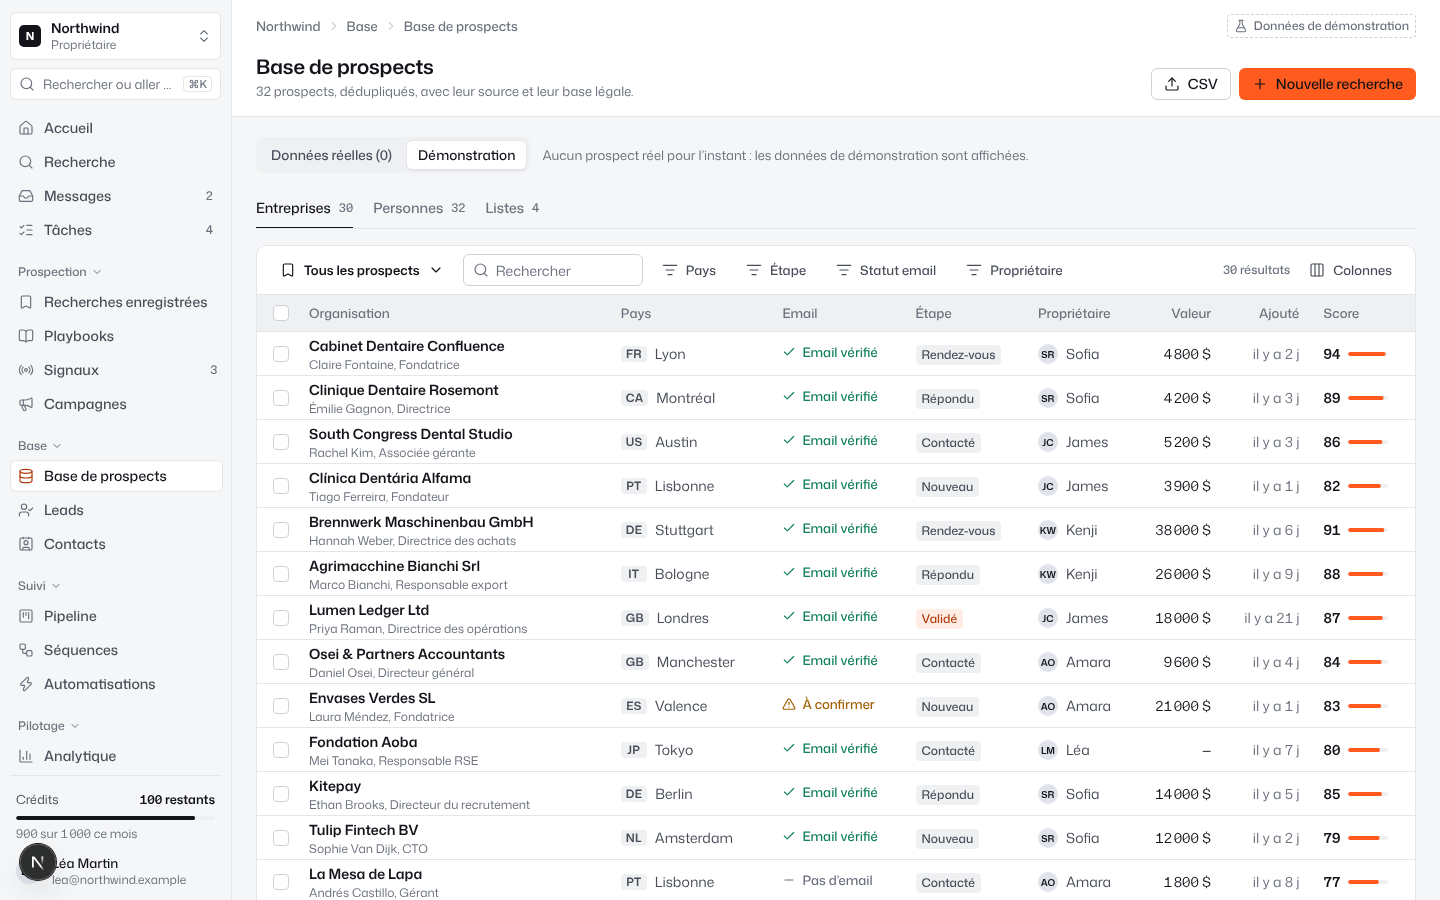 N
Northwind
Propriétaire
Rechercher ou aller ... ⌘K
Accueil
Recherche
Messages 2
Tâches 4
Prospection
Recherches enregistrées
Playbooks
Signaux 3
Campagnes
Base
Base de prospects
Leads
Contacts
Suivi
Pipeline
Séquences
Automatisations
Pilotage
Analytique
Crédits 100 restants
900 sur 1 000 ce mois
N
Léa Martin
lea@northwind.example
Northwind Base Base de prospects
Données de démonstration
Base de prospects
32 prospects, dédupliqués, avec leur source et leur base légale.
CSV
Nouvelle recherche
Données réelles (0) Démonstration Aucun prospect réel pour l'instant : les données de démonstration sont affichées.
Entreprises 30 Personnes 32 Listes 4
Tous les prospects Rechercher Pays Étape Statut email Propriétaire 30 résultats Colonnes
Organisation Pays Email Étape Propriétaire Valeur Ajouté Score
Cabinet Dentaire Confluence
Claire Fontaine, Fondatrice
FR Lyon Email vérifié Rendez-vous SR Sofia 4 800 $ il y a 2 j 94
Clinique Dentaire Rosemont
Émilie Gagnon, Directrice
CA Montréal Email vérifié Répondu SR Sofia 4 200 $ il y a 3 j 89
South Congress Dental Studio
Rachel Kim, Associée gérante
US Austin Email vérifié Contacté JC James 5 200 $ il y a 3 j 86
Clínica Dentária Alfama
Tiago Ferreira, Fondateur
PT Lisbonne Email vérifié Nouveau JC James 3 900 $ il y a 1 j 82
Brennwerk Maschinenbau GmbH
Hannah Weber, Directrice des achats
DE Stuttgart Email vérifié Rendez-vous KW Kenji 38 000 $ il y a 6 j 91
Agrimacchine Bianchi Srl
Marco Bianchi, Responsable export
IT Bologne Email vérifié Répondu KW Kenji 26 000 $ il y a 9 j 88
Lumen Ledger Ltd
Priya Raman, Directrice des opérations
GB Londres Email vérifié Validé JC James 18 000 $ il y a 21 j 87
Osei & Partners Accountants
Daniel Osei, Directeur général
GB Manchester Email vérifié Contacté AO Amara 9 600 $ il y a 4 j 84
Envases Verdes SL
Laura Méndez, Fondatrice
ES Valence À confirmer Nouveau AO Amara 21 000 $ il y a 1 j 83
Fondation Aoba
Mei Tanaka, Responsable RSE
JP Tokyo Email vérifié Contacté LM Léa – il y a 7 j 80
Kitepay
Ethan Brooks, Directeur du recrutement
DE Berlin Email vérifié Répondu SR Sofia 14 000 $ il y a 5 j 85
Tulip Fintech BV
Sophie Van Dijk, CTO
NL Amsterdam Email vérifié Nouveau SR Sofia 12 000 $ il y a 2 j 79
La Mesa de Lapa
Andrés Castillo, Gérant
PT Lisbonne Pas d'email Contacté AO Amara 1 800 $ il y a 8 j 77